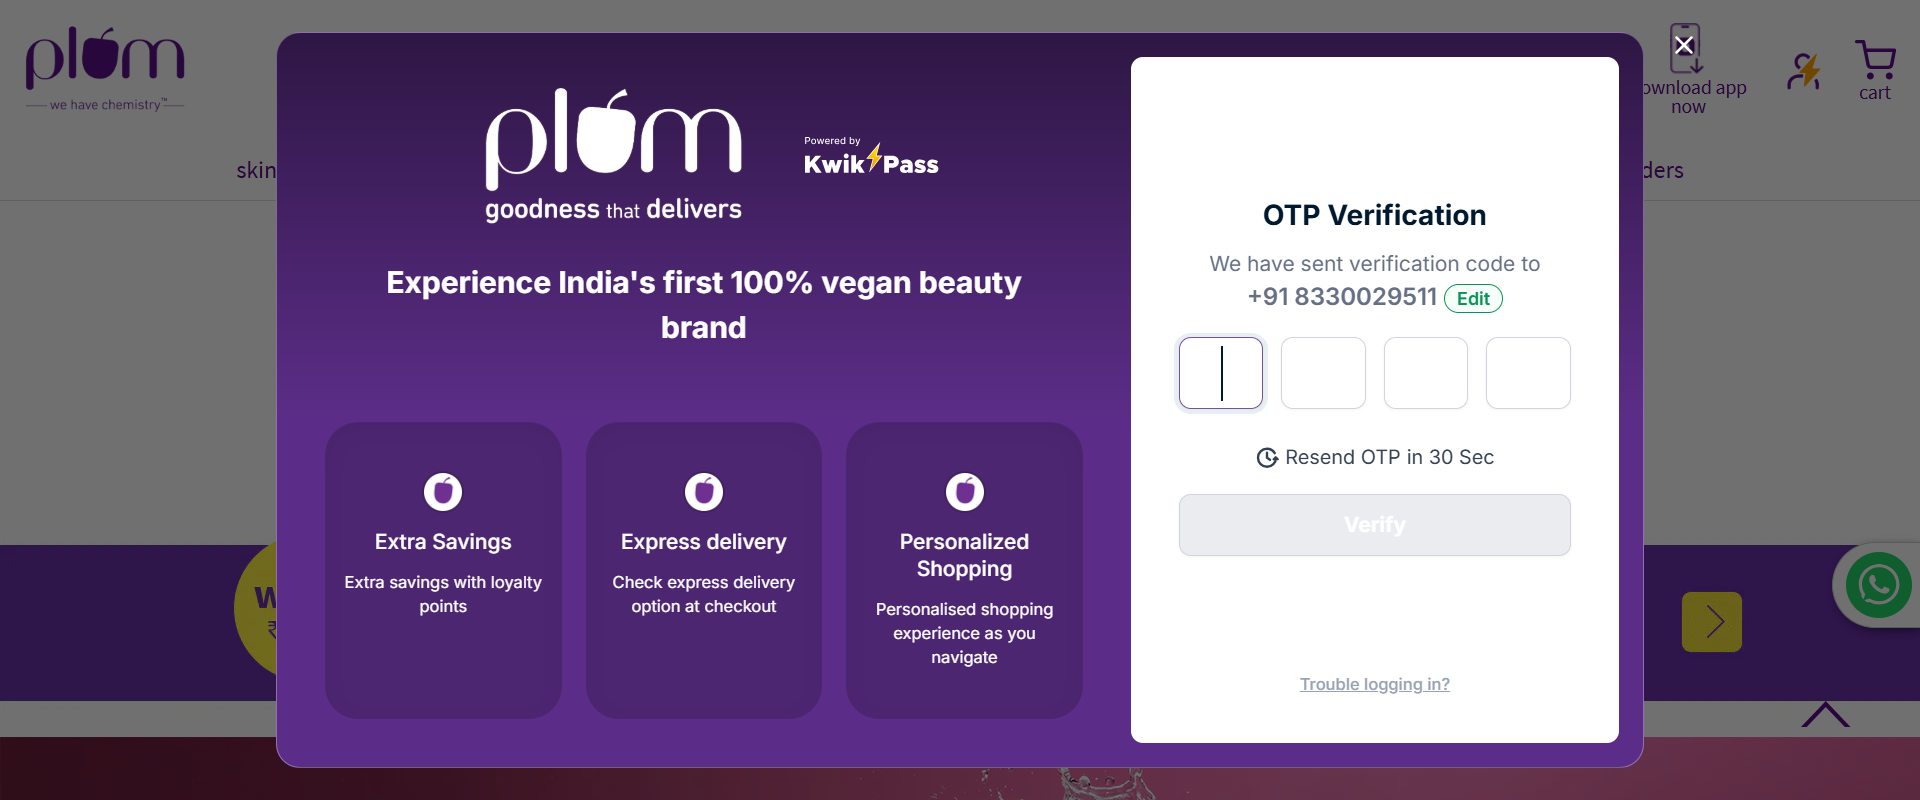 plum
we have chemistry™
ownload app
now
cart
skin
ders
plum
goodness that delivers
Powered by
Kwik Pass
Experience India's first 100% vegan beauty
brand
Extra Savings
Extra savings with loyalty
points
Express delivery
Check express delivery
option at checkout
Personalized
Shopping
Personalised shopping
experience as you
navigate
OTP Verification
We have sent verification code to
+91 8330029511 Edit
Resend OTP in 30 Sec
Verify
Trouble logging in?
W
₹